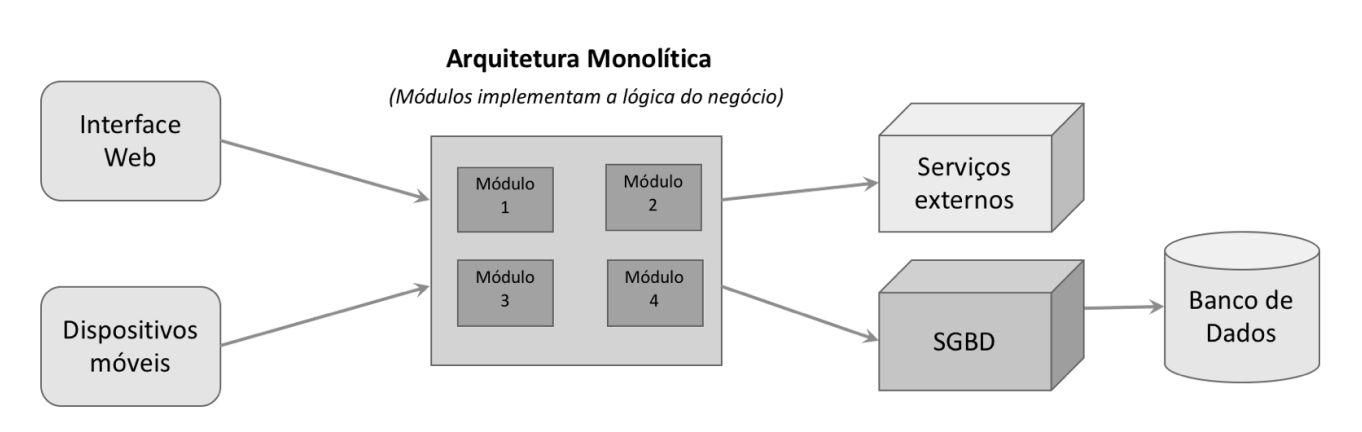 Arquitetura Monolítica
(Módulos implementam a lógica do negócio)
Interface
Web
Dispositivos
móveis
Módulo
1
Módulo
2
Módulo
3
Módulo
4
Serviços
externos
SGBD
Banco de
Dados